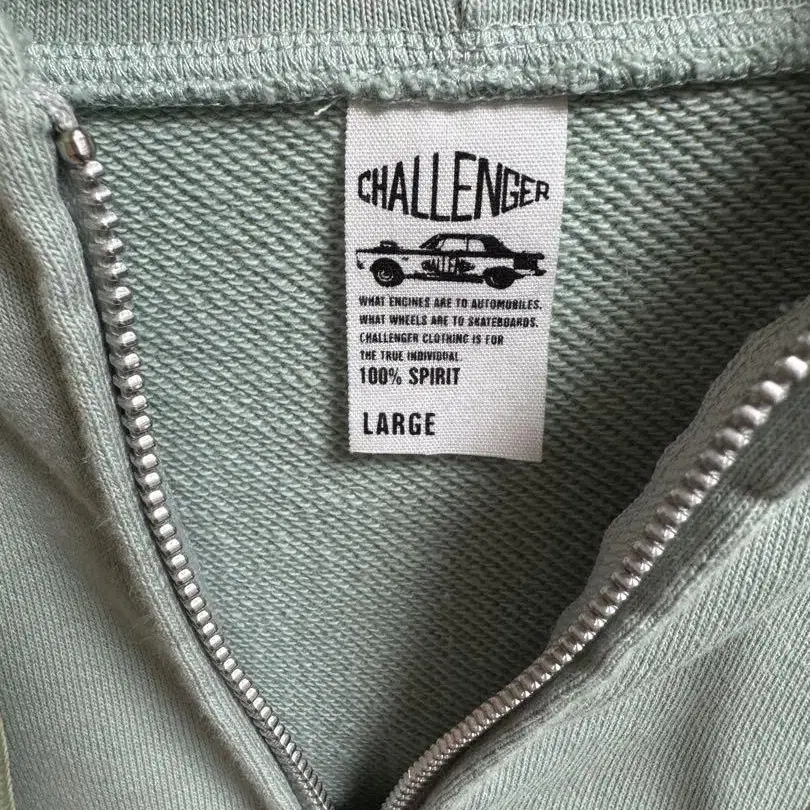 CHALLENGER
WHAT ENGINES ARE TO AUTOMOBILES.
WHAT WHEELS ARE TO SKATEBOARDS.
CHALLENGER CLOTHING IS FOR
THE TRUE INDIVIDUAL.
100% SPIRIT
LARGE